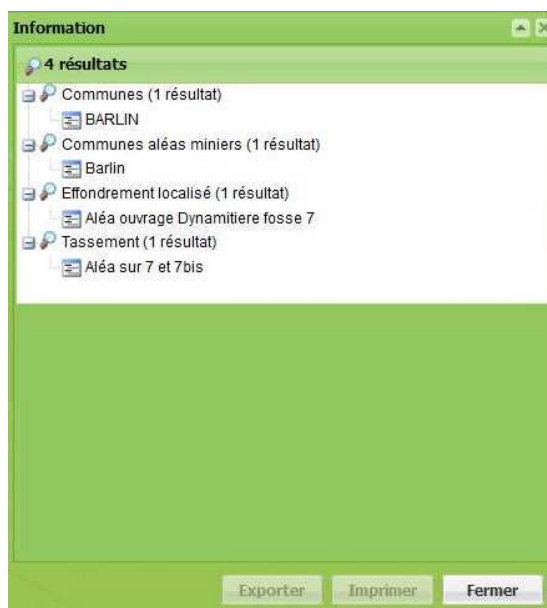 Information
4 résultats
Communes (1 résultat)
BARLIN
Communes aléas miniers (1 résultat)
Barlin
Effondrement localisé (1 résultat)
Aléa ouvrage Dynamitiere fosse 7
Tassement (1 résultat)
Aléa sur 7 et 7bis
Exporter Imprimer Fermer